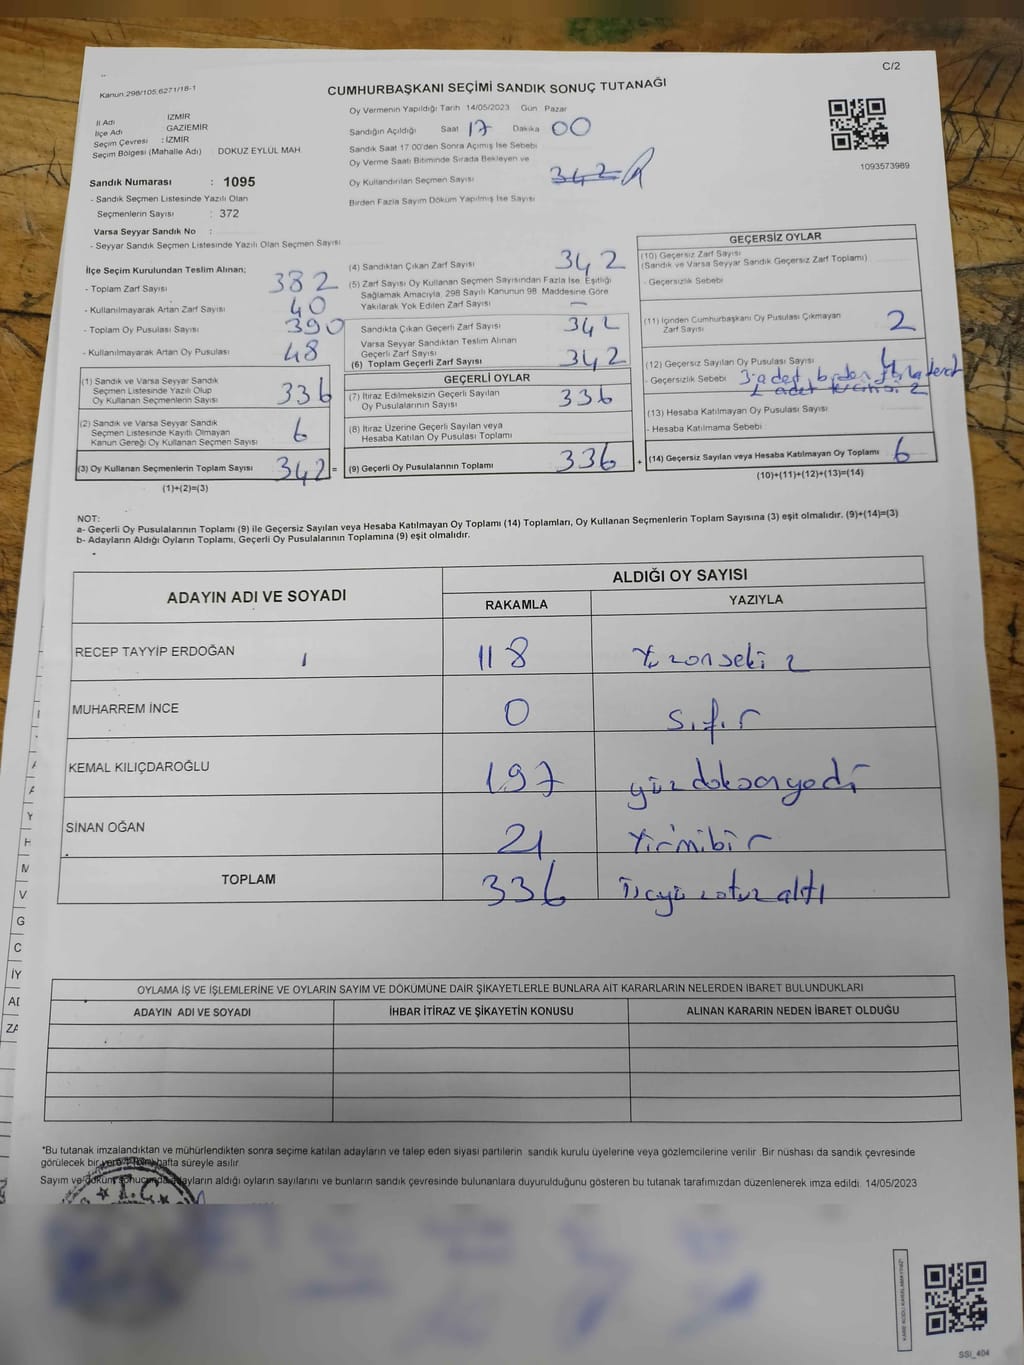 C/2
Kanun 298/105,6271/18-1
CUMHURBAŞKANI SEÇİMİ SANDIK SONUÇ TUTANAĞI
İl Adı İZMİR
İlçe Adı GAZİEMİR
Seçim Çevresi : İZMİR
Seçim Bölgesi (Mahalle Adı) DOKUZ EYLÜL MAH.
Oy Vermenin Yapıldığı Tarih 14/05/2023 Gün Pazar
Sandığın Açıldığı Saat 17 Dakika 00
Sandık Saat 17 00'den Sonra Açımış İse Sebebi
Oy Verme Saati Bitiminde Sırada Bekleyen ve
Oy Kullandırılan Seçmen Sayısı 342
Birden Fazla Sayım Döküm Yapılmış İse Sayısı
1093573989
Sandık Numarası : 1095
- Sandık Seçmen Listesinde Yazılı Olan
Seçmenlerin Sayısı : 372
Varsa Seyyar Sandık No :
- Seyyar Sandık Seçmen Listesinde Yazılı Olan Seçmen Sayısı
İlçe Seçim Kurulundan Teslim Alınan;
- Toplam Zarf Sayısı 382
- Kullanılmayarak Artan Zarf Sayısı 40
- Toplam Oy Pusulası Sayısı 390
- Kullanılmayarak Artan Oy Pusulası 48
(1) Sandık ve Varsa Seyyar Sandık
Seçmen Listesinde Yazılı Olup
Oy Kullanan Seçmenlerin Sayısı 336
(2) Sandık ve Varsa Seyyar Sandık
Seçmen Listesinde Kayıtlı Olmayan
Kanun Gereği Oy Kullanan Seçmen Sayısı 6
(3) Oy Kullanan Seçmenlerin Toplam Sayısı 342 =
(1)+(2)=(3)
(4) Sandıktan Çıkan Zarf Sayısı 342
(5) Zarf Sayısı Oy Kullanan Seçmen Sayısından Fazla İse, Eşitliği
Sağlamak Amacıyla, 298 Sayılı Kanunun 98. Maddesine Göre
Yakılarak Yok Edilen Zarf Sayısı –
Sandıkta Çıkan Geçerli Zarf Sayısı 342
Varsa Seyyar Sandıktan Teslim Alınan
Geçerli Zarf Sayısı
(6) Toplam Geçerli Zarf Sayısı 342
GEÇERLİ OYLAR
(7) İtiraz Edilmeksizin Geçerli Sayılan
Oy Pusulalarının Sayısı 336
(8) İtiraz Üzerine Geçerli Sayılan veya
Hesaba Katılan Oy Pusulası Toplamı
(9) Geçerli Oy Pusulalarının Toplamı 336 +
GEÇERSİZ OYLAR
(10) Geçersiz Zarf Sayısı
(Sandık ve Varsa Seyyar Sandık Geçersiz Zarf Toplamı)
- Geçersizlik Sebebi
(11) İçinden Cumhurbaşkanı Oy Pusulası Çıkmayan
Zarf Sayısı 2
(12) Geçersiz Sayılan Oy Pusulası Sayısı 4
- Geçersizlik Sebebi 3 adet birden fazla tercih
(13) Hesaba Katılmayan Oy Pusulası Sayısı
- Hesaba Katılmama Sebebi
(14) Geçersiz Sayılan veya Hesaba Katılmayan Oy Toplamı 6
(10)+(11)+(12)+(13)=(14)
NOT:
a- Geçerli Oy Pusulalarının Toplamı (9) ile Geçersiz Sayılan veya Hesaba Katılmayan Oy Toplamı (14) Toplamları, Oy Kullanan Seçmenlerin Toplam Sayısına (3) eşit olmalıdır. (9)+(14)=(3)
b- Adayların Aldığı Oyların Toplamı, Geçerli Oy Pusulalarının Toplamına (9) eşit olmalıdır.
ADAYIN ADI VE SOYADI ALDIĞI OY SAYISI
RAKAMLA YAZIYLA
RECEP TAYYİP ERDOĞAN 118 Yüzonsekiz
MUHARREM İNCE 0 sıfır
KEMAL KILIÇDAROĞLU 197 yüzdoksanyedi
SİNAN OĞAN 21 Yirmibir
TOPLAM 336 üçyüzotuzaltı
OYLAMA İŞ VE İŞLEMLERİNE VE OYLARIN SAYIM VE DÖKÜMÜNE DAİR ŞİKAYETLERLE BUNLARA AİT KARARLARIN NELERDEN İBARET BULUNDUKLARI
ADAYIN ADI VE SOYADI İHBAR İTİRAZ VE ŞİKAYETİN KONUSU ALINAN KARARIN NEDEN İBARET OLDUĞU
*Bu tutanak imzalandıktan ve mühürlendikten sonra seçime katılan adayların ve talep eden siyasi partilerin sandık kurulu üyelerine veya gözlemcilerine verilir .Bir nüshası da sandık çevresinde
görülecek bir yere 1 (bir) hafta süreyle asılır.
Sayım ve döküm sonucunda adayların aldığı oyların sayılarını ve bunların sandık çevresinde bulunanlara duyurulduğunu gösteren bu tutanak tarafımızdan düzenlenerek imza edildi. 14/05/2023
T.C.
SSİ_404